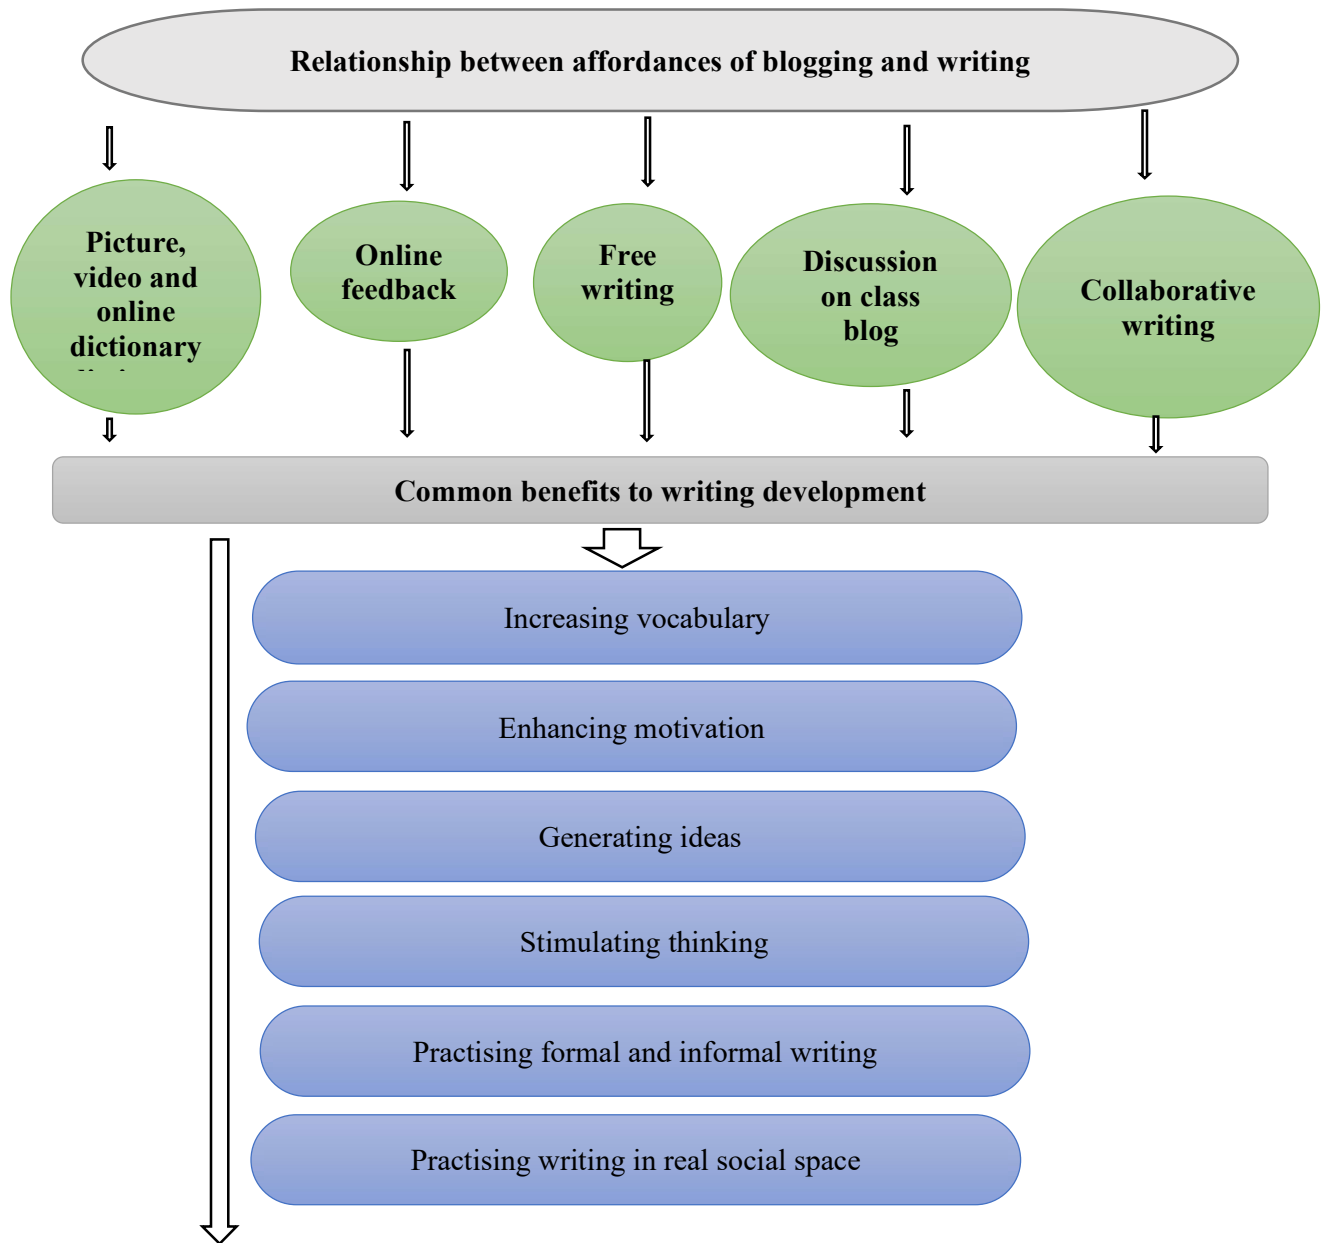 Relationship between affordances of blogging and writing
Picture,
video and
online
dictionary
Online
feedback
Free
writing
Discussion
on class
blog
Collaborative
writing
Common benefits to writing development
Increasing vocabulary
Enhancing motivation
Generating ideas
Stimulating thinking
Practising formal and informal writing
Practising writing in real social space